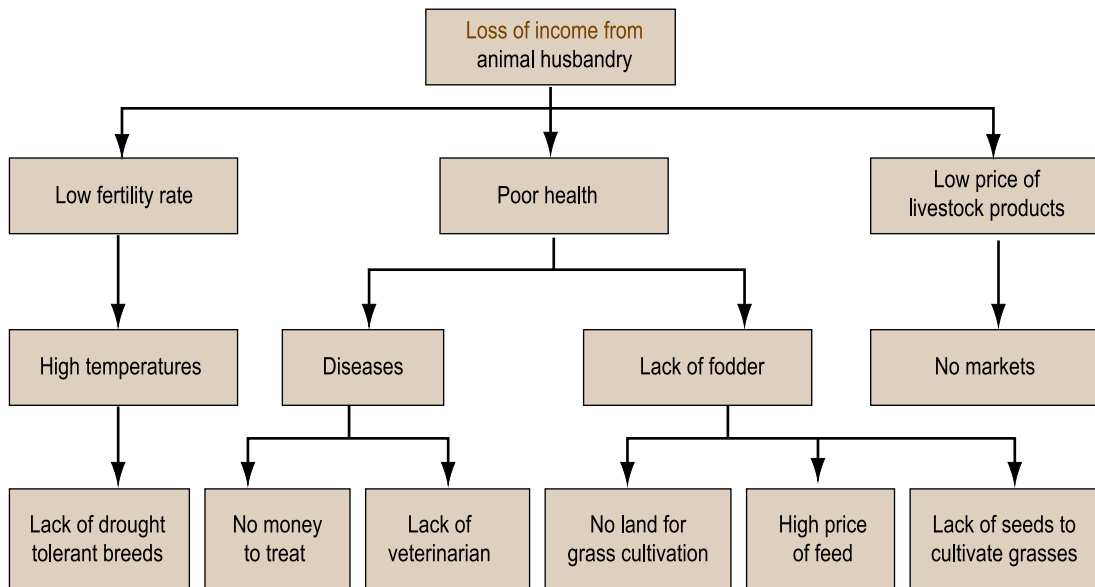 Loss of income from
animal husbandry
Low fertility rate
Poor health
Low price of
livestock products
High temperatures
Diseases
Lack of fodder
No markets
Lack of drought
tolerant breeds
No money
to treat
Lack of
veterinarian
No land for
grass cultivation
High price
of feed
Lack of seeds to
cultivate grasses